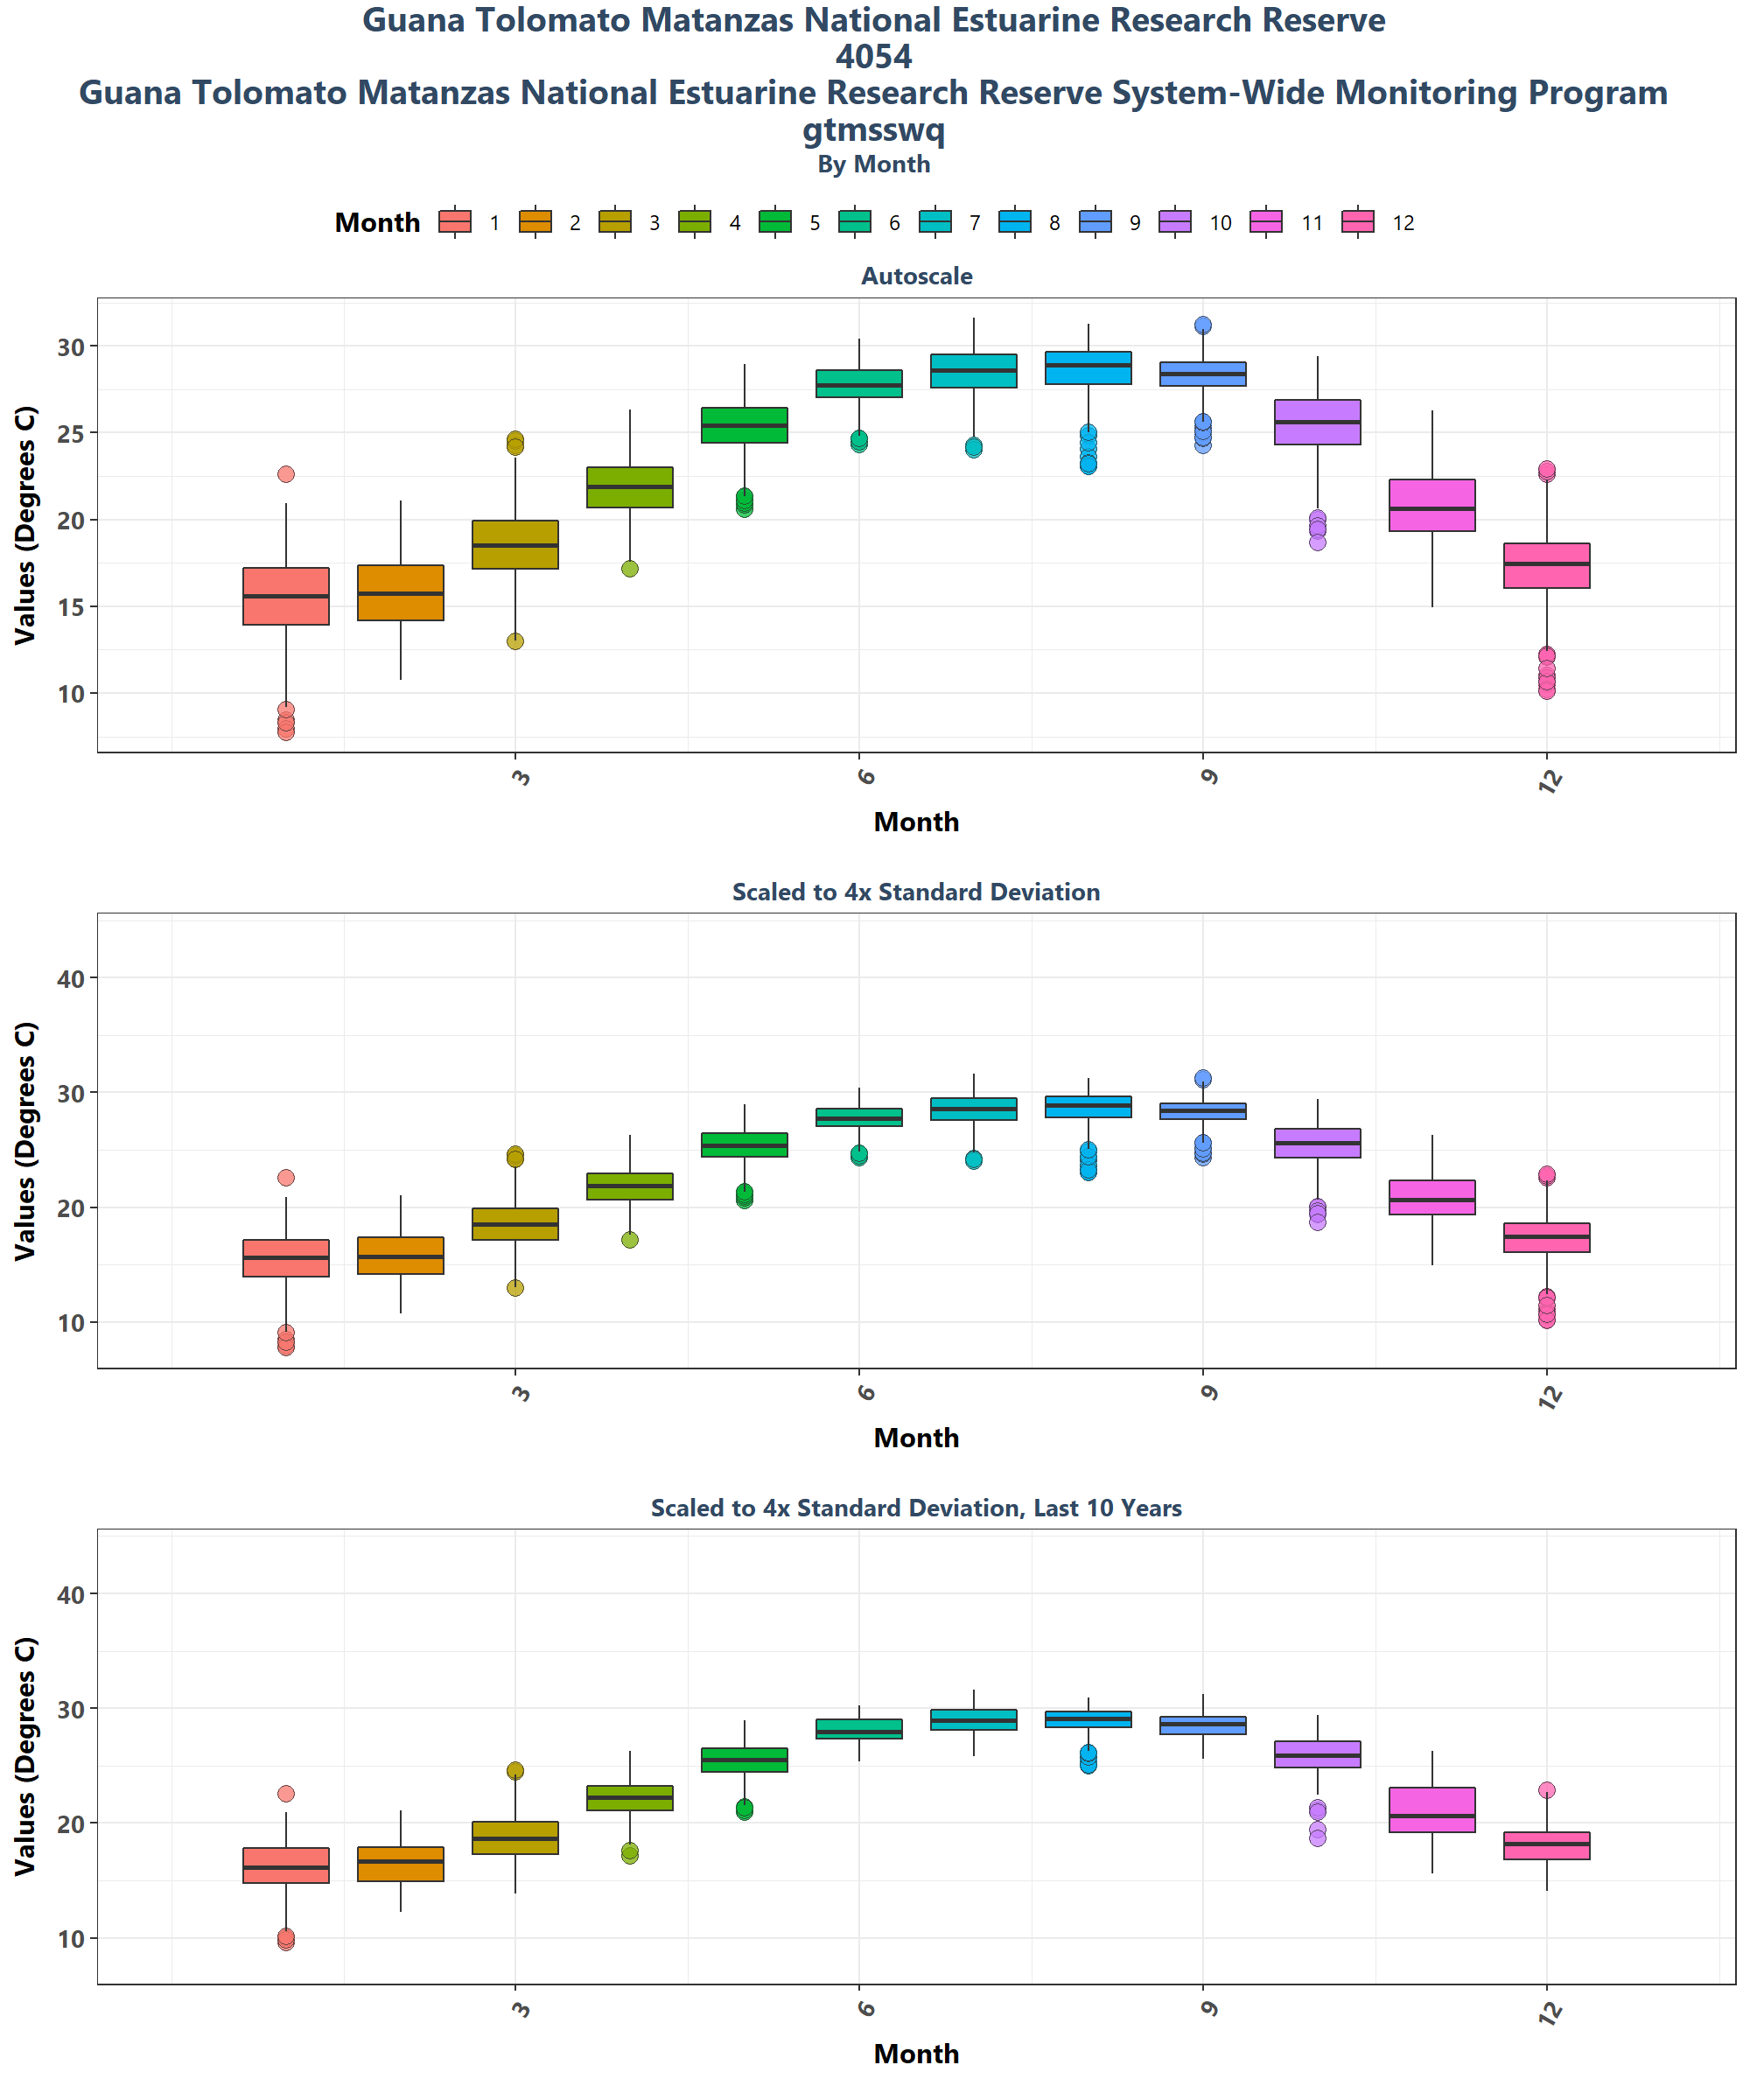 Guana Tolomato Matanzas National Estuarine Research Reserve
4054
Guana Tolomato Matanzas National Estuarine Research Reserve System-Wide Monitoring Program
gtmsswq
By Month
Month 1 2 3 4 5 6 7 8 9 10 11 12
Autoscale
Values (Degrees C)
30
25
20
15
10
3 6 9 12
Month
Scaled to 4x Standard Deviation
Values (Degrees C)
40
30
20
10
3 6 9 12
Month
Scaled to 4x Standard Deviation, Last 10 Years
Values (Degrees C)
40
30
20
10
3 6 9 12
Month